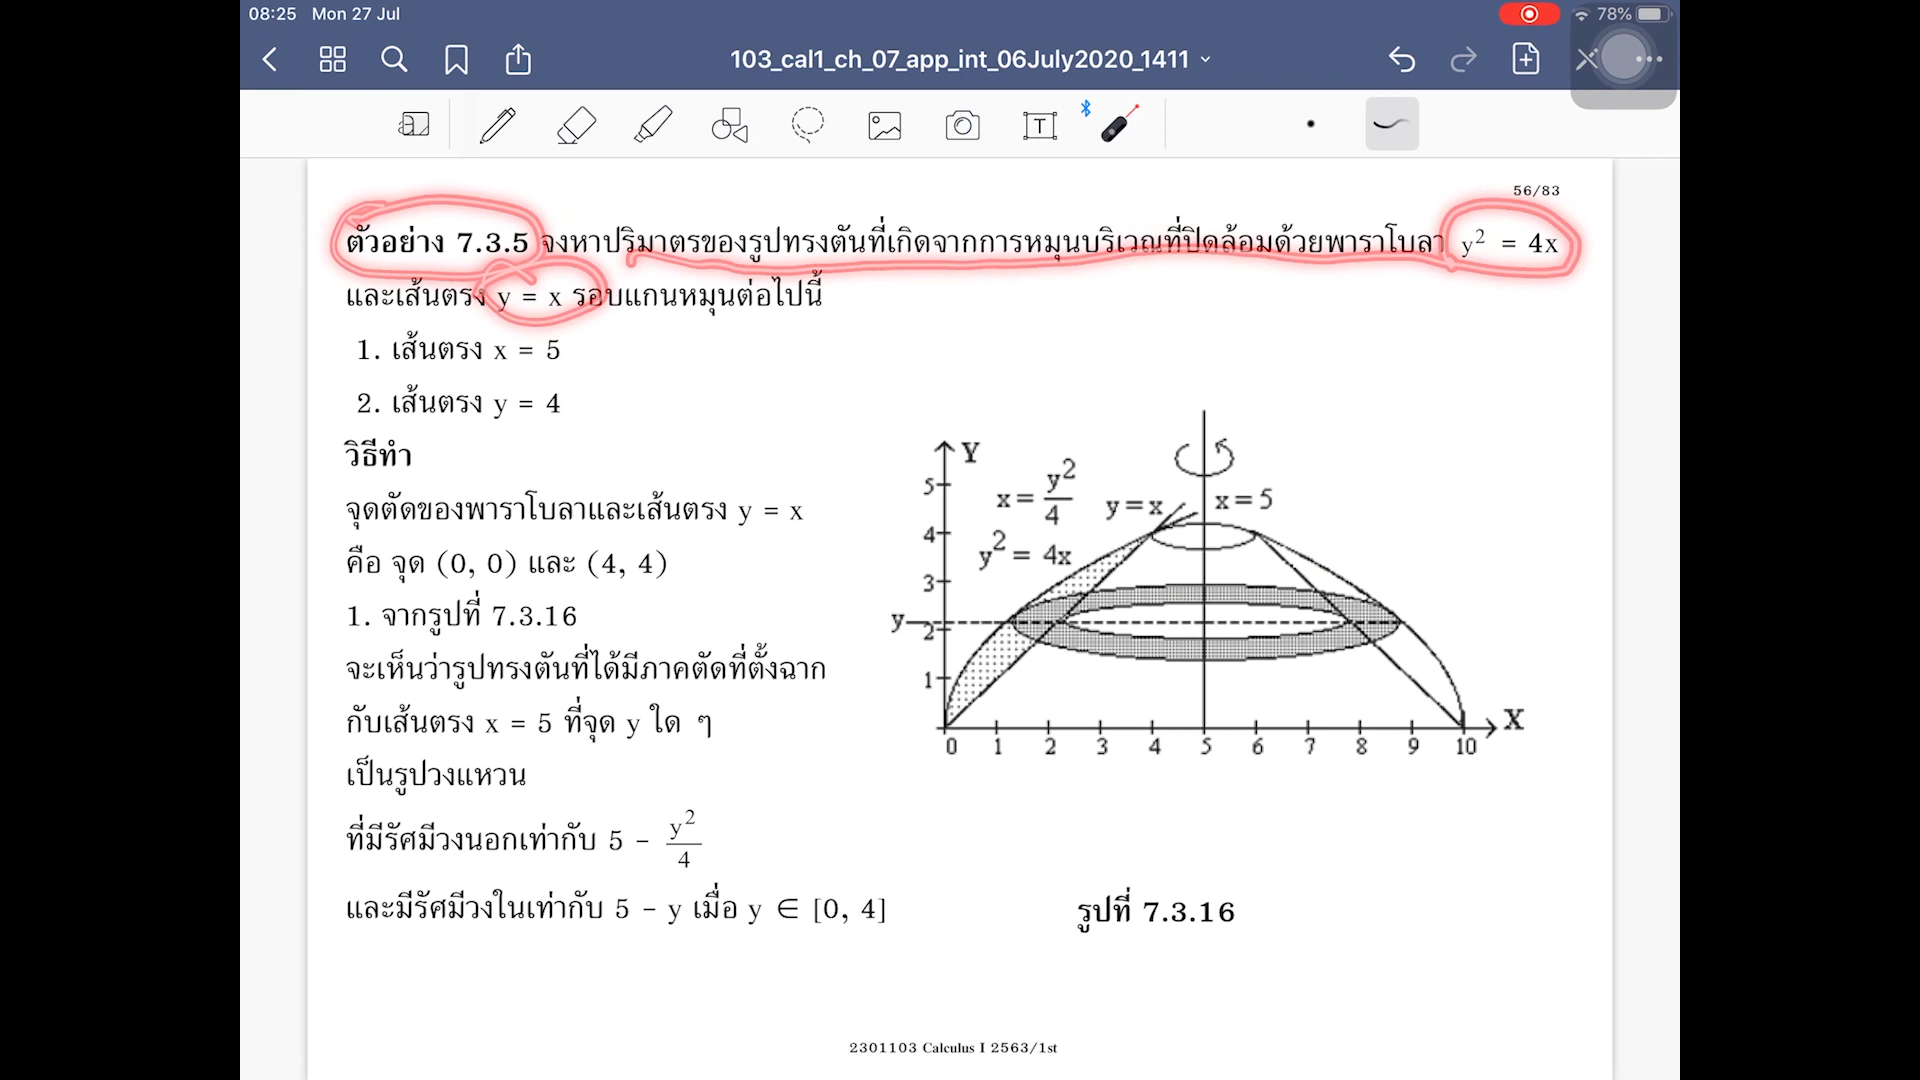 08:25 Mon 27 Jul
78%
103_cal1_ch_07_app_int_06July2020_1411
56/83
ตัวอย่าง 7.3.5 จงหาปริมาตรของรูปทรงตันที่เกิดจากการหมุนบริเวณที่ปิดล้อมด้วยพาราโบลา y² = 4x
และเส้นตรง y = x รอบแกนหมุนต่อไปนี้
1. เส้นตรง x = 5
2. เส้นตรง y = 4
วิธีทำ
จุดตัดของพาราโบลาและเส้นตรง y = x
คือ จุด (0, 0) และ (4, 4)
1. จากรูปที่ 7.3.16
จะเห็นว่ารูปทรงตันที่ได้มีภาคตัดที่ตั้งฉาก
กับเส้นตรง x = 5 ที่จุด y ใด ๆ
เป็นรูปวงแหวน
ที่มีรัศมีวงนอกเท่ากับ 5 – y²/4
และมีรัศมีวงในเท่ากับ 5 – y เมื่อ y ∈ [0, 4]
Y
x = y²/4
y = x
x = 5
y² = 4x
5
4
3
2
1
y
X
0 1 2 3 4 5 6 7 8 9 10
รูปที่ 7.3.16
2301103 Calculus I 2563/1st